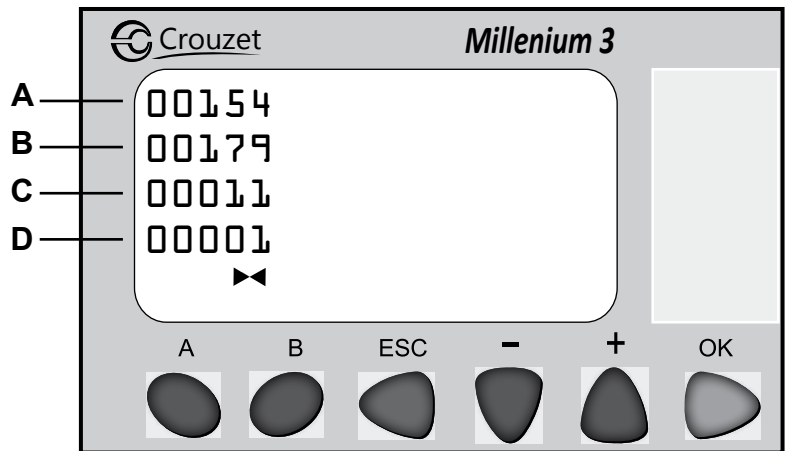 Crouzet Millenium 3
A 00154
B 00179
C 00011
D 00001
A B ESC - + OK